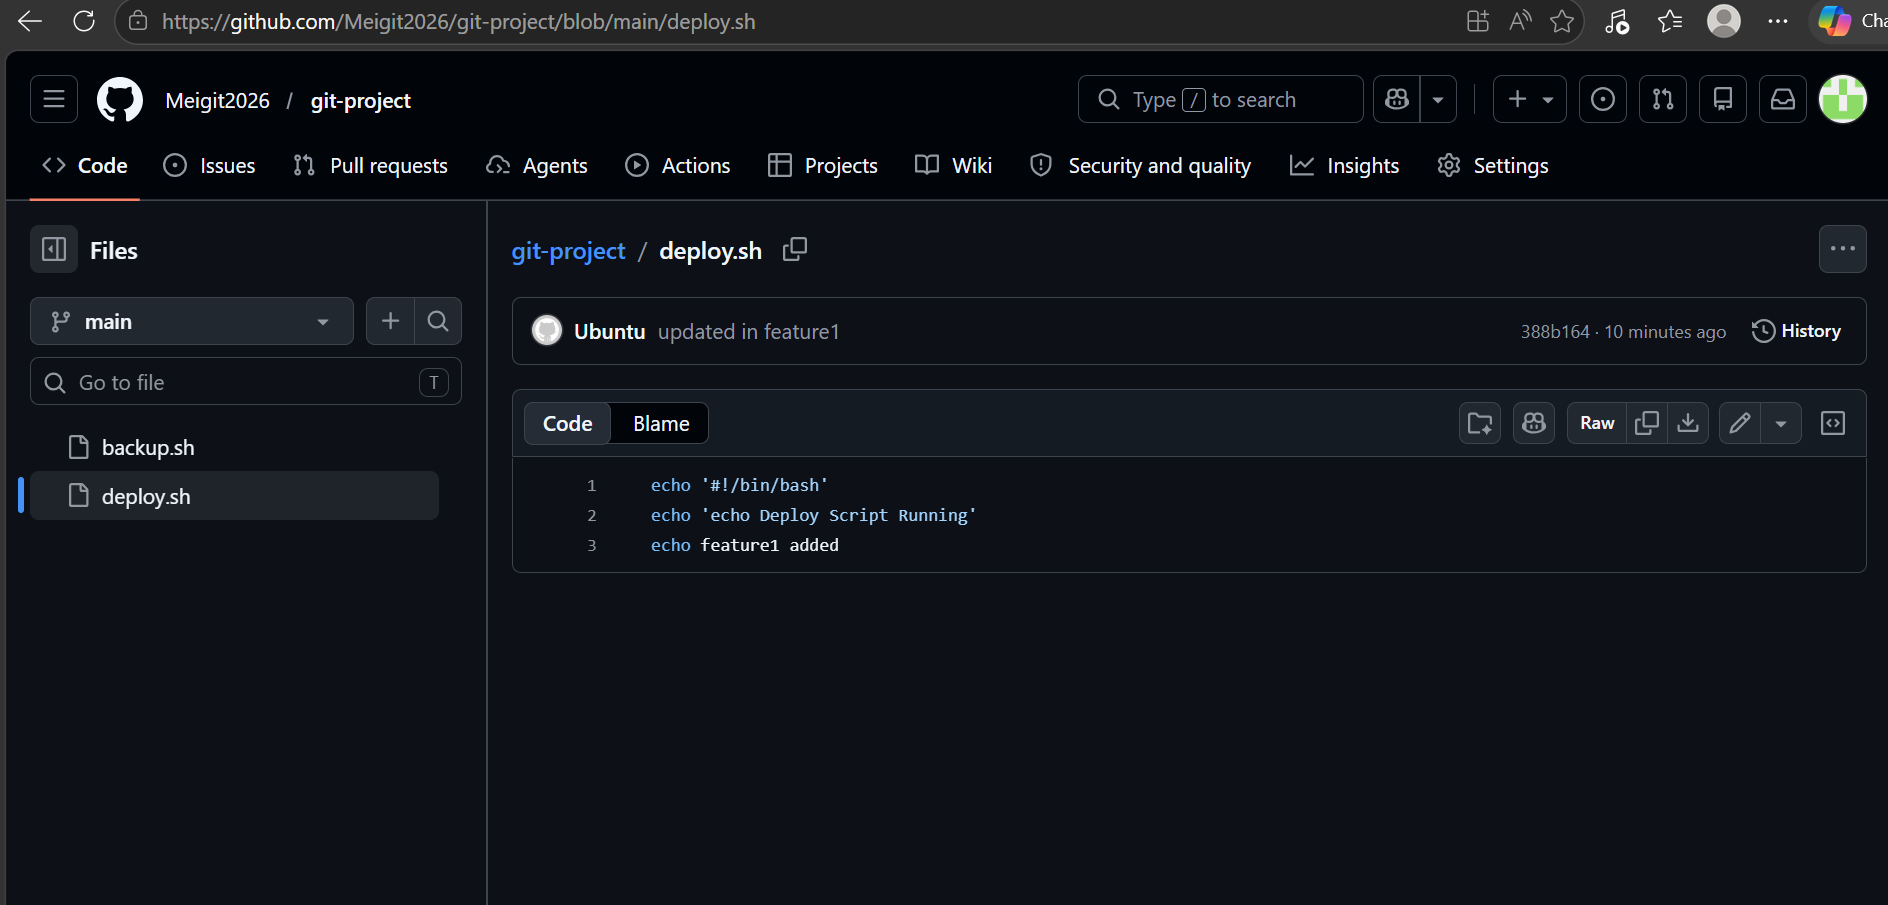 https://github.com/Meigit2026/git-project/blob/main/deploy.sh
Meigit2026 / git-project
Type / to search
Code
Issues
Pull requests
Agents
Actions
Projects
Wiki
Security and quality
Insights
Settings
Files
main
Go to file
T
backup.sh
deploy.sh
git-project / deploy.sh
Ubuntu updated in feature1
388b164 · 10 minutes ago
History
Code
Blame
Raw
1 echo '#!/bin/bash'
2 echo 'echo Deploy Script Running'
3 echo feature1 added